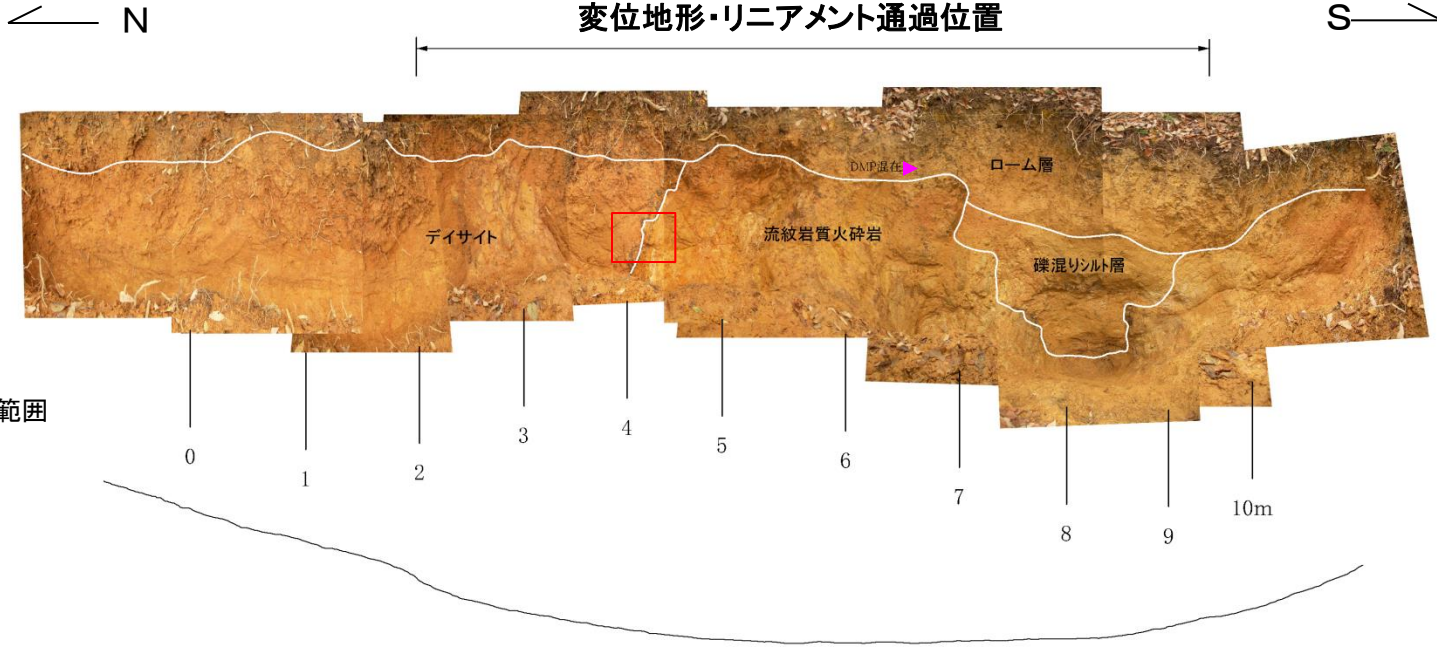 N
変位地形・リニアメント通過位置
S
DMP混在
ローム層
デイサイト
流紋岩質火砕岩
礫混りシルト層
範囲
0
1
2
3
4
5
6
7
8
9
10m